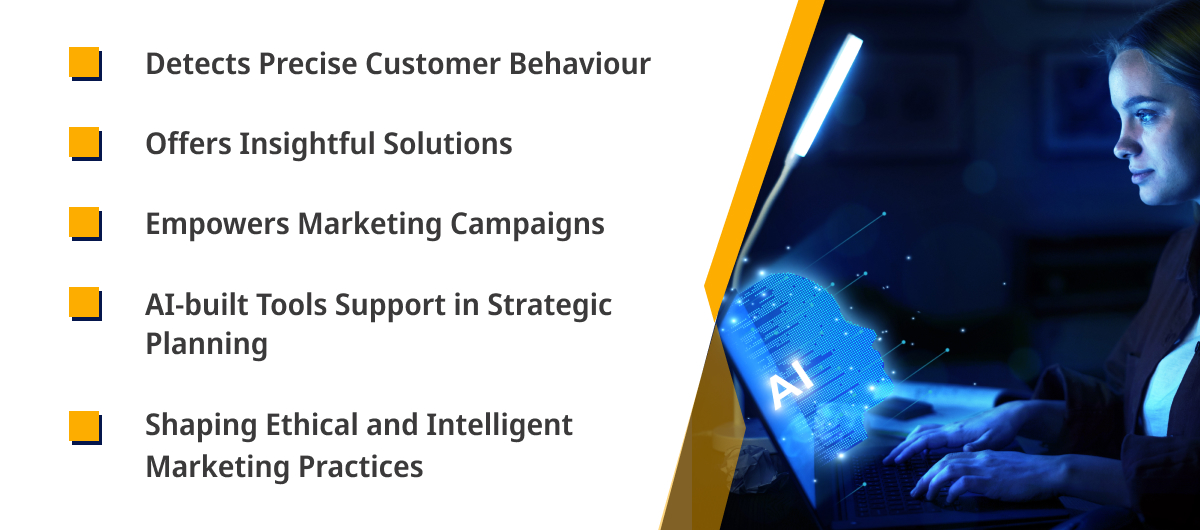 Detects Precise Customer Behaviour
Offers Insightful Solutions
Empowers Marketing Campaigns
AI-built Tools Support in Strategic
Planning
Shaping Ethical and Intelligent
Marketing Practices
AI